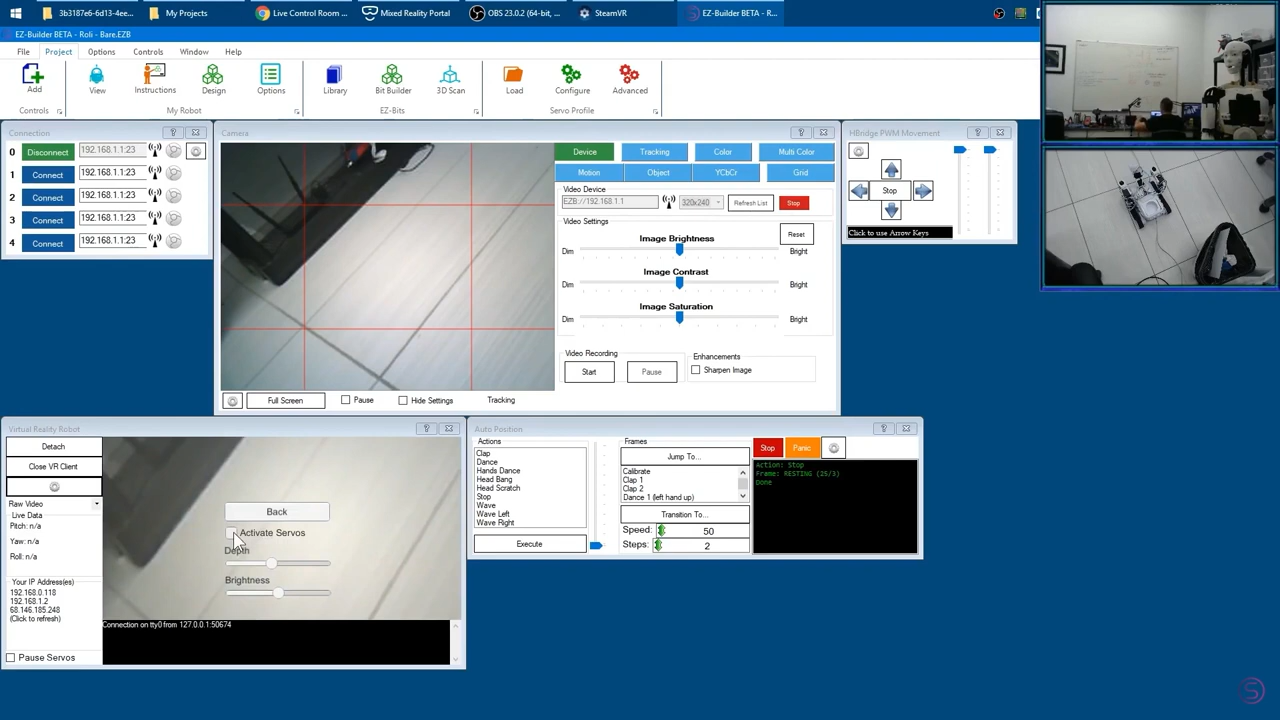 3b3187e6-6d13-4ee...
My Projects
Live Control Room ...
Mixed Reality Portal
OBS 23.0.2 (64-bit, ...
SteamVR
EZ-Builder BETA - R...
EZ-Builder BETA - Roli - Bare.EZB
File Project Options Controls Window Help
Add View Instructions Design Options Library Bit Builder 3D Scan Load Configure Advanced
Controls My Robot EZ-Bits Servo Profile
Connection ?
0 Disconnect 192.168.1.1:23
1 Connect 192.168.1.1:23
2 Connect 192.168.1.1:23
3 Connect 192.168.1.1:23
4 Connect 192.168.1.1:23
Camera ?
Device Tracking Color Multi Color
Motion Object YCbCr Grid
Video Device
EZB://192.168.1.1 320x240 Refresh List Stop
Video Settings
Reset
Image Brightness
Dim Bright
Image Contrast
Dim Bright
Image Saturation
Dim Bright
Video Recording
Start Pause
Enhancements
Sharpen Image
Full Screen Pause Hide Settings Tracking
HBridge PWM Movement ?
Stop
Click to use Arrow Keys
Virtual Reality Robot ?
Detach
Close VR Client
Raw Video
Live Data
Pitch: n/a
Yaw: n/a
Roll: n/a
Your IP Address(es)
192.168.0.118
192.168.1.2
68.146.185.248
(Click to refresh)
Pause Servos
Back
Activate Servos
Depth
Brightness
Connection on tty0 from 127.0.0.1:50674
Auto Position ?
Actions
Clap
Dance
Hands Dance
Head Bang
Head Scratch
Stop
Wave
Wave Left
Wave Right
Execute
Frames
Jump To...
Calibrate
Clap 1
Clap 2
Dance 1 (left hand up)
Transition To...
Speed: 50
Steps: 2
Stop Panic
Action: Stop
Frame: RESTING (25/3)
Done